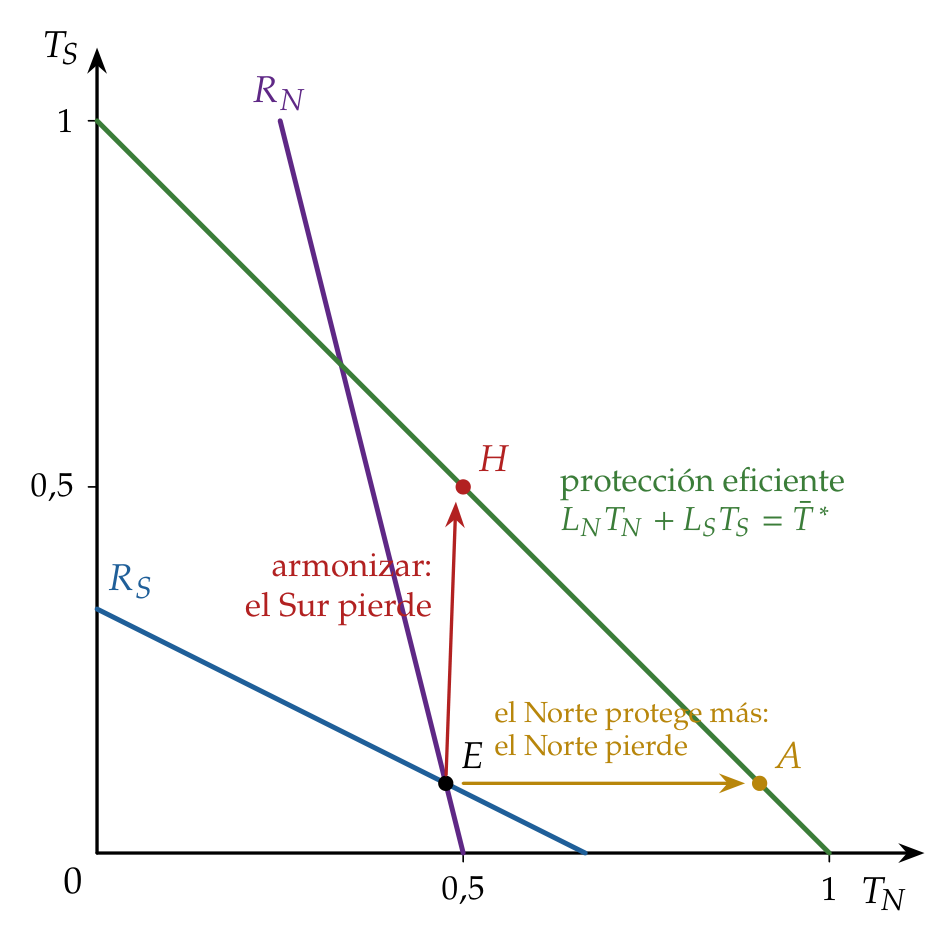 T_S
R_N
1
H
protección eficiente
L_N T_N + L_S T_S = T̄*
0,5
armonizar:
el Sur pierde
R_S
el Norte protege más:
el Norte pierde
E
A
0
0,5
1
T_N